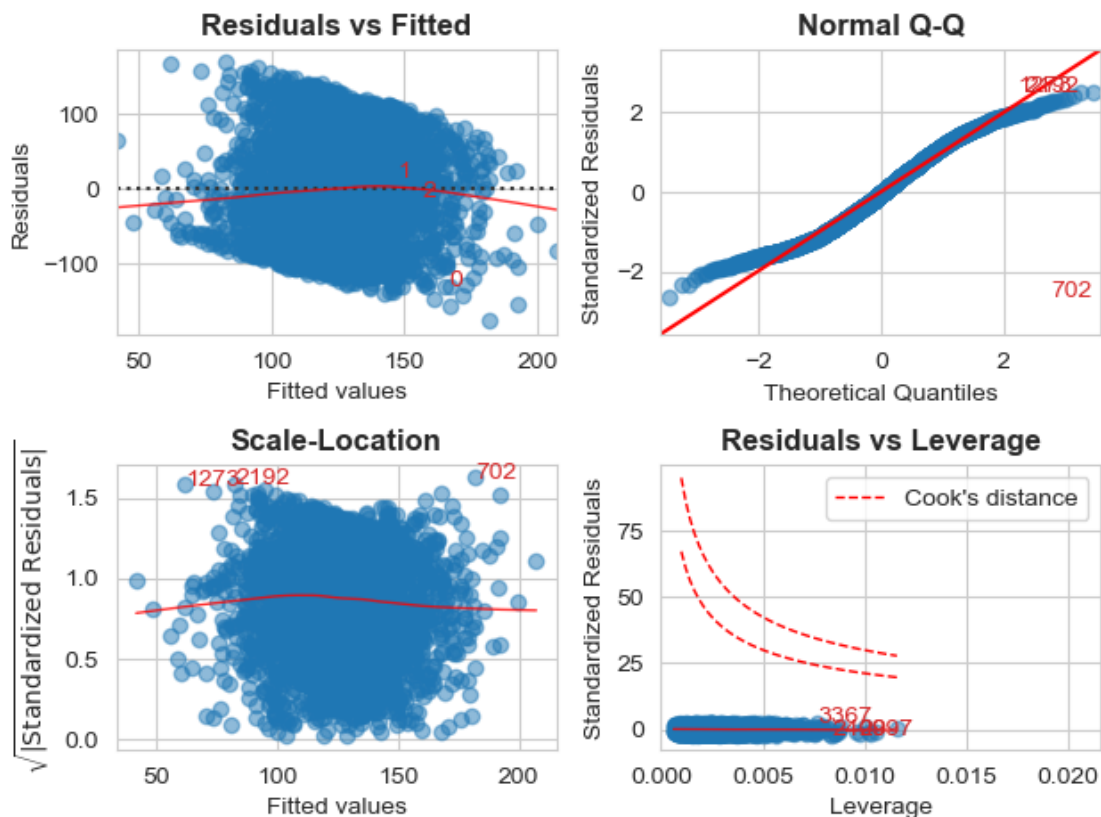 Residuals vs Fitted
Residuals
100
0
−100
1
2
0
50
100
150
200
Fitted values
Normal Q-Q
Standardized Residuals
2
0
−2
702
−2
0
2
Theoretical Quantiles
Scale-Location
√|Standardized Residuals|
1.5
1.0
0.5
0.0
1273
2192
702
50
100
150
200
Fitted values
Residuals vs Leverage
Standardized Residuals
75
50
25
0
Cook's distance
3367
0.000
0.005
0.010
0.015
0.020
Leverage